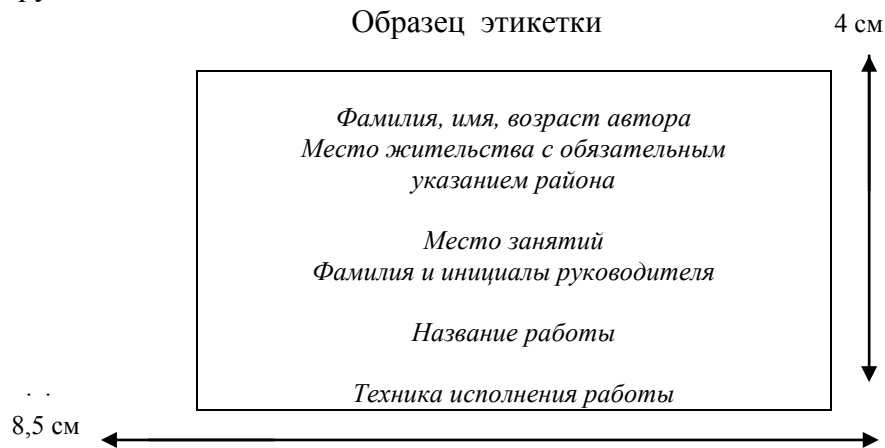 Образец этикетки
4 см
Фамилия, имя, возраст автора
Место жительства с обязательным
указанием района
Место занятий
Фамилия и инициалы руководителя
Название работы
Техника исполнения работы
. .
8,5 см